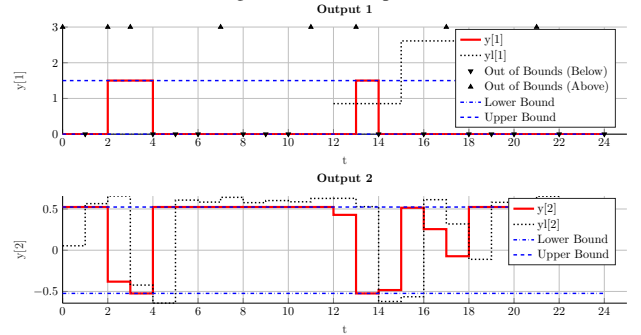 Output 1
3
2
1
0
y[1]
y[1]
yl[1]
Out of Bounds (Below)
Out of Bounds (Above)
Lower Bound
Upper Bound
0 2 4 6 8 10 12 14 16 18 20 22 24
t
Output 2
0.5
0
−0.5
y[2]
y[2]
yl[2]
Lower Bound
Upper Bound
0 2 4 6 8 10 12 14 16 18 20 22 24
t